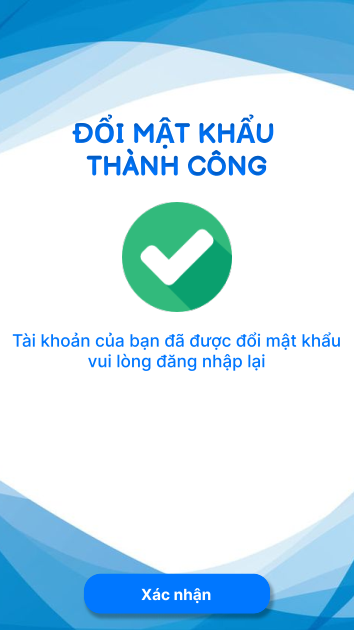 ĐỔI MẬT KHẨU
THÀNH CÔNG
Tài khoản của bạn đã được đổi mật khẩu
vui lòng đăng nhập lại
Xác nhận